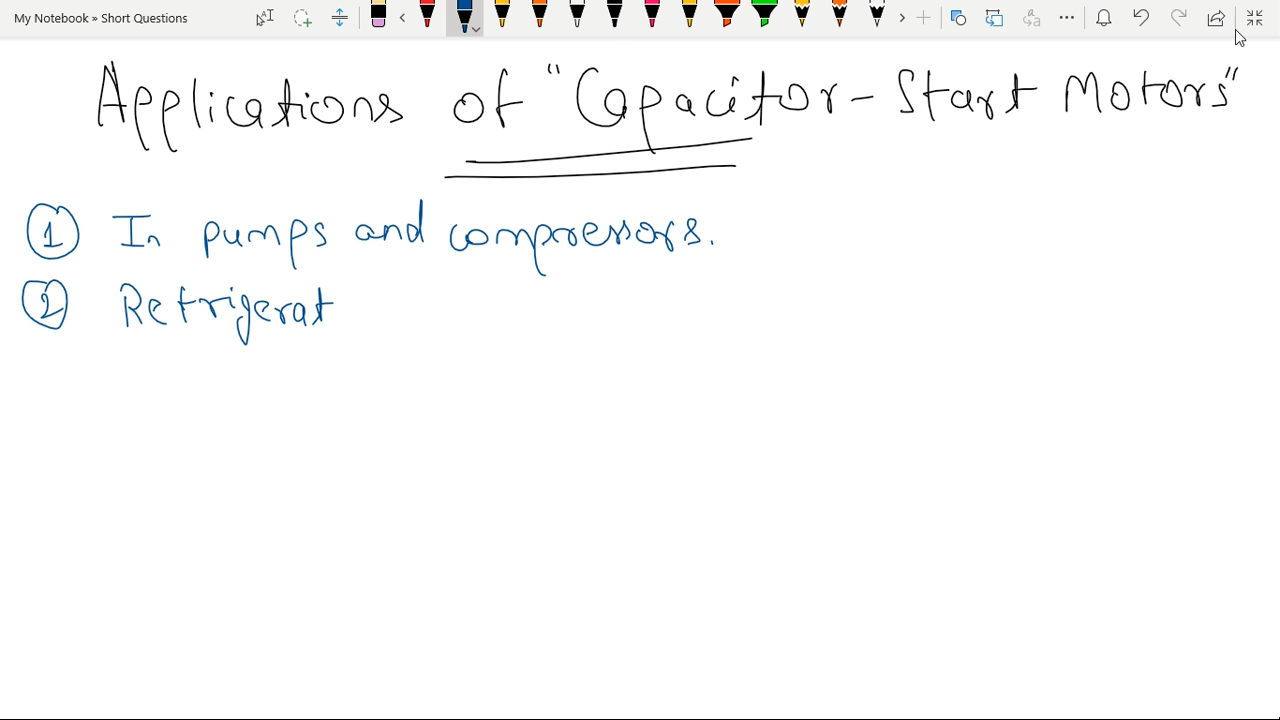 My Notebook » Short Questions
Applications of "Capacitor-Start Motors"
1 In pumps and compressors.
2 Refrigerat